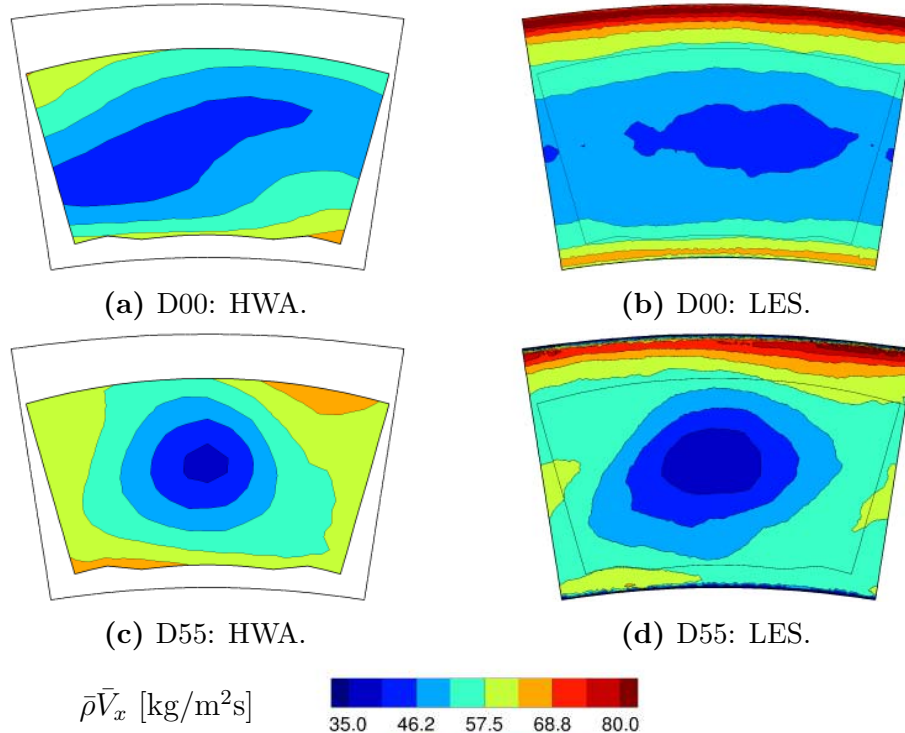 (a) D00: HWA.
(b) D00: LES.
(c) D55: HWA.
(d) D55: LES.
ρ̄V̄ₓ [kg/m²s]
35.0 46.2 57.5 68.8 80.0